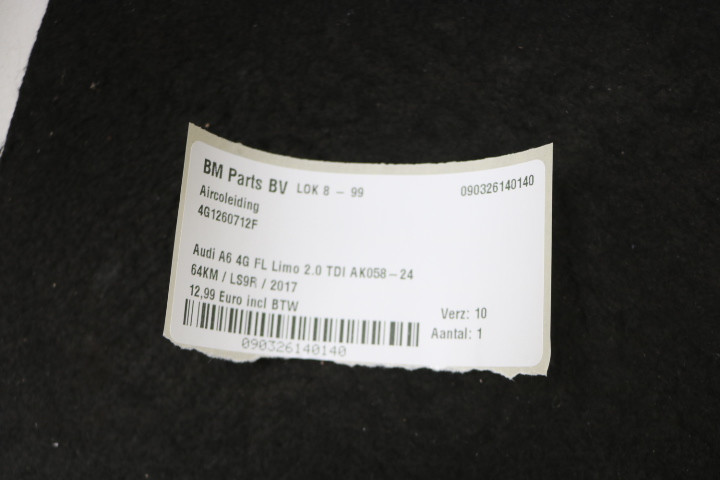 BM Parts BV LOK 8 - 99 090326140140
Aircoleiding
4G1260712F
Audi A6 4G FL Limo 2.0 TDI AK058-24
64KM / LS9R / 2017
12,99 Euro incl BTW
Verz: 10
Aantal: 1
090326140140